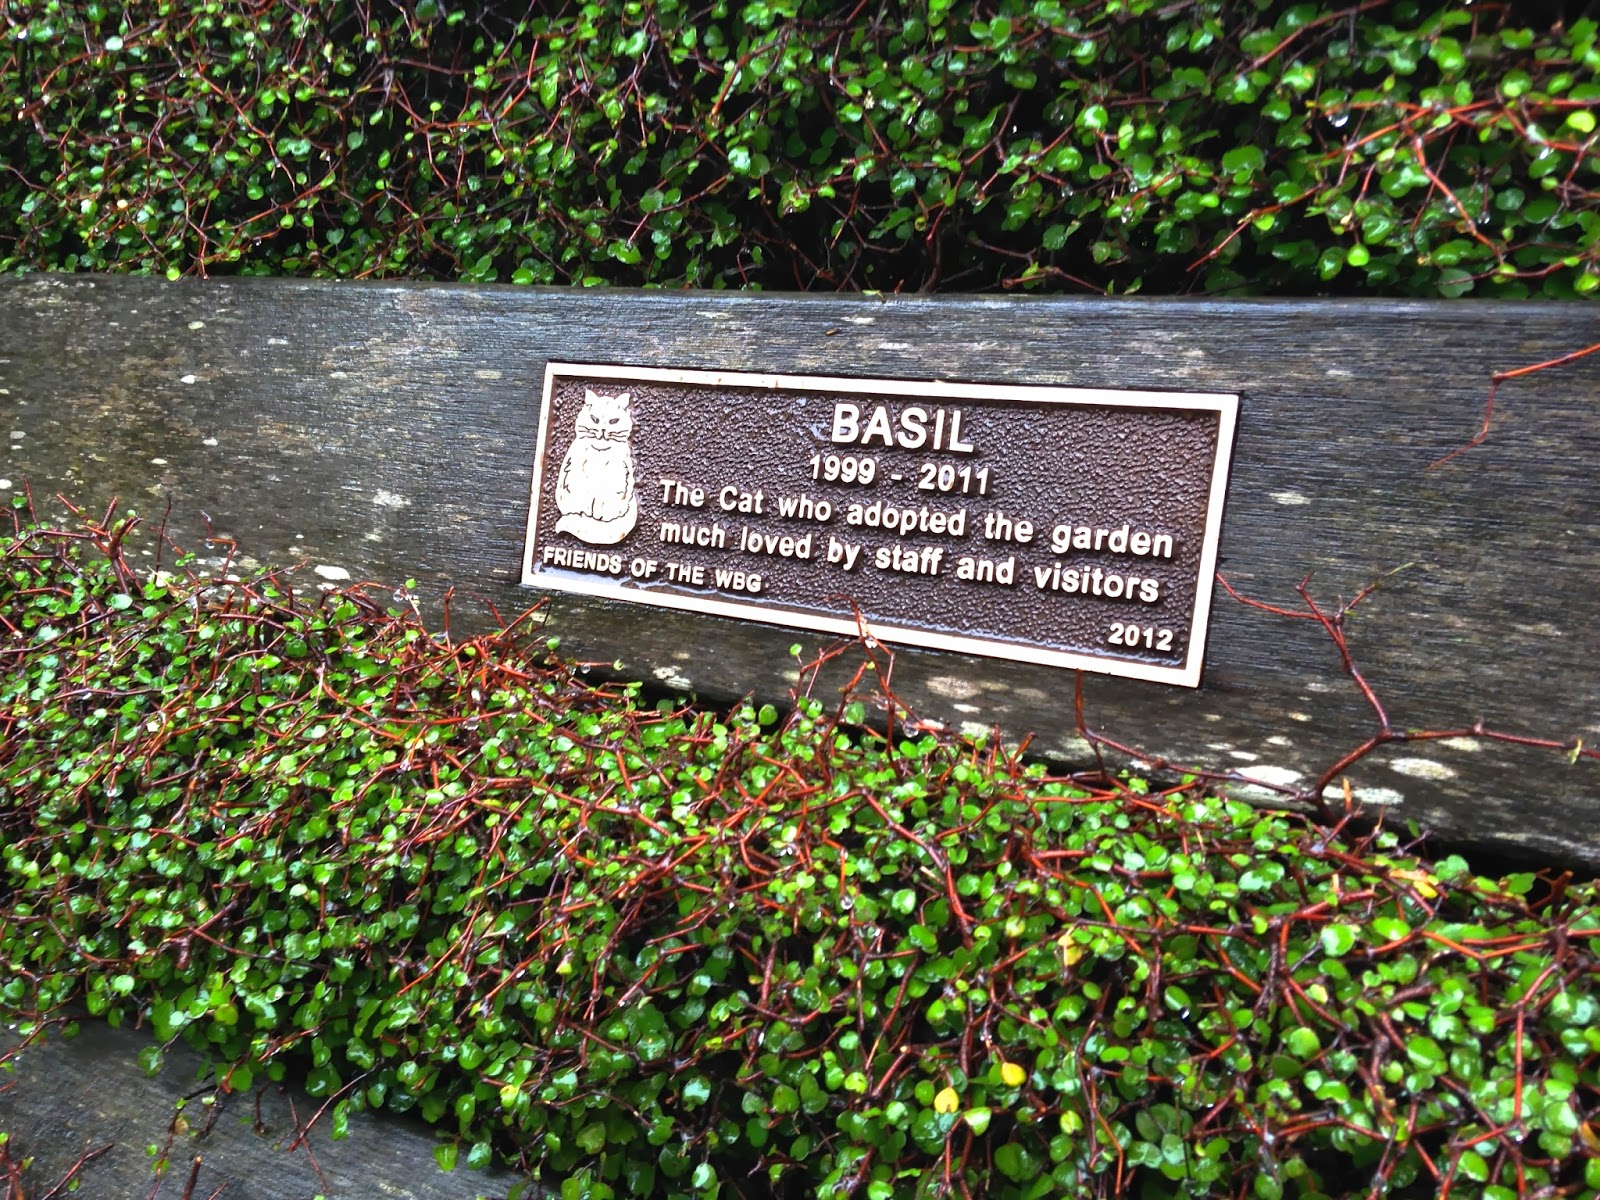 BASIL
1999 - 2011
The Cat who adopted the garden
much loved by staff and visitors
FRIENDS OF THE WBG
2012